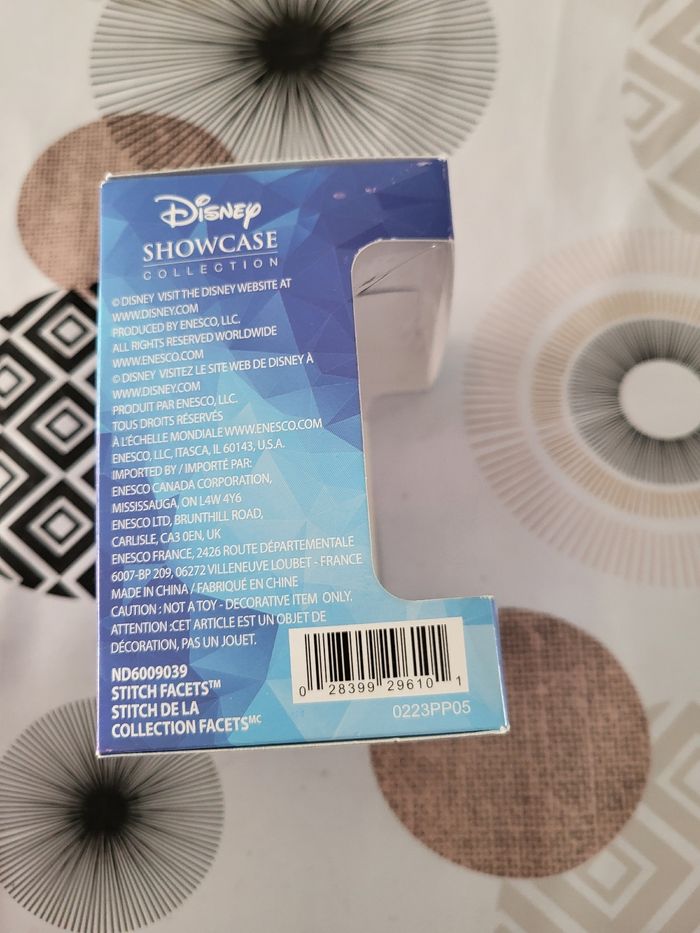 Disney
SHOWCASE
COLLECTION
© DISNEY VISIT THE DISNEY WEBSITE AT
WWW.DISNEY.COM
PRODUCED BY ENESCO, LLC.
ALL RIGHTS RESERVED WORLDWIDE
WWW.ENESCO.COM
© DISNEY VISITEZ LE SITE WEB DE DISNEY À
WWW.DISNEY.COM
PRODUIT PAR ENESCO, LLC.
TOUS DROITS RÉSERVÉS
À L'ÉCHELLE MONDIALE WWW.ENESCO.COM
ENESCO, LLC, ITASCA, IL 60143, U.S.A.
IMPORTED BY / IMPORTÉ PAR:
ENESCO CANADA CORPORATION,
MISSISSAUGA, ON L4W 4Y6
ENESCO LTD, BRUNTHILL ROAD,
CARLISLE, CA3 0EN, UK
ENESCO FRANCE, 2426 ROUTE DÉPARTEMENTALE
6007-BP 209, 06272 VILLENEUVE LOUBET - FRANCE
MADE IN CHINA / FABRIQUÉ EN CHINE
CAUTION : NOT A TOY - DECORATIVE ITEM ONLY.
ATTENTION :CET ARTICLE EST UN OBJET DE
DÉCORATION, PAS UN JOUET.
ND6009039
STITCH FACETS™
STITCH DE LA
COLLECTION FACETS MC
0 28399 29610 1
0223PP05